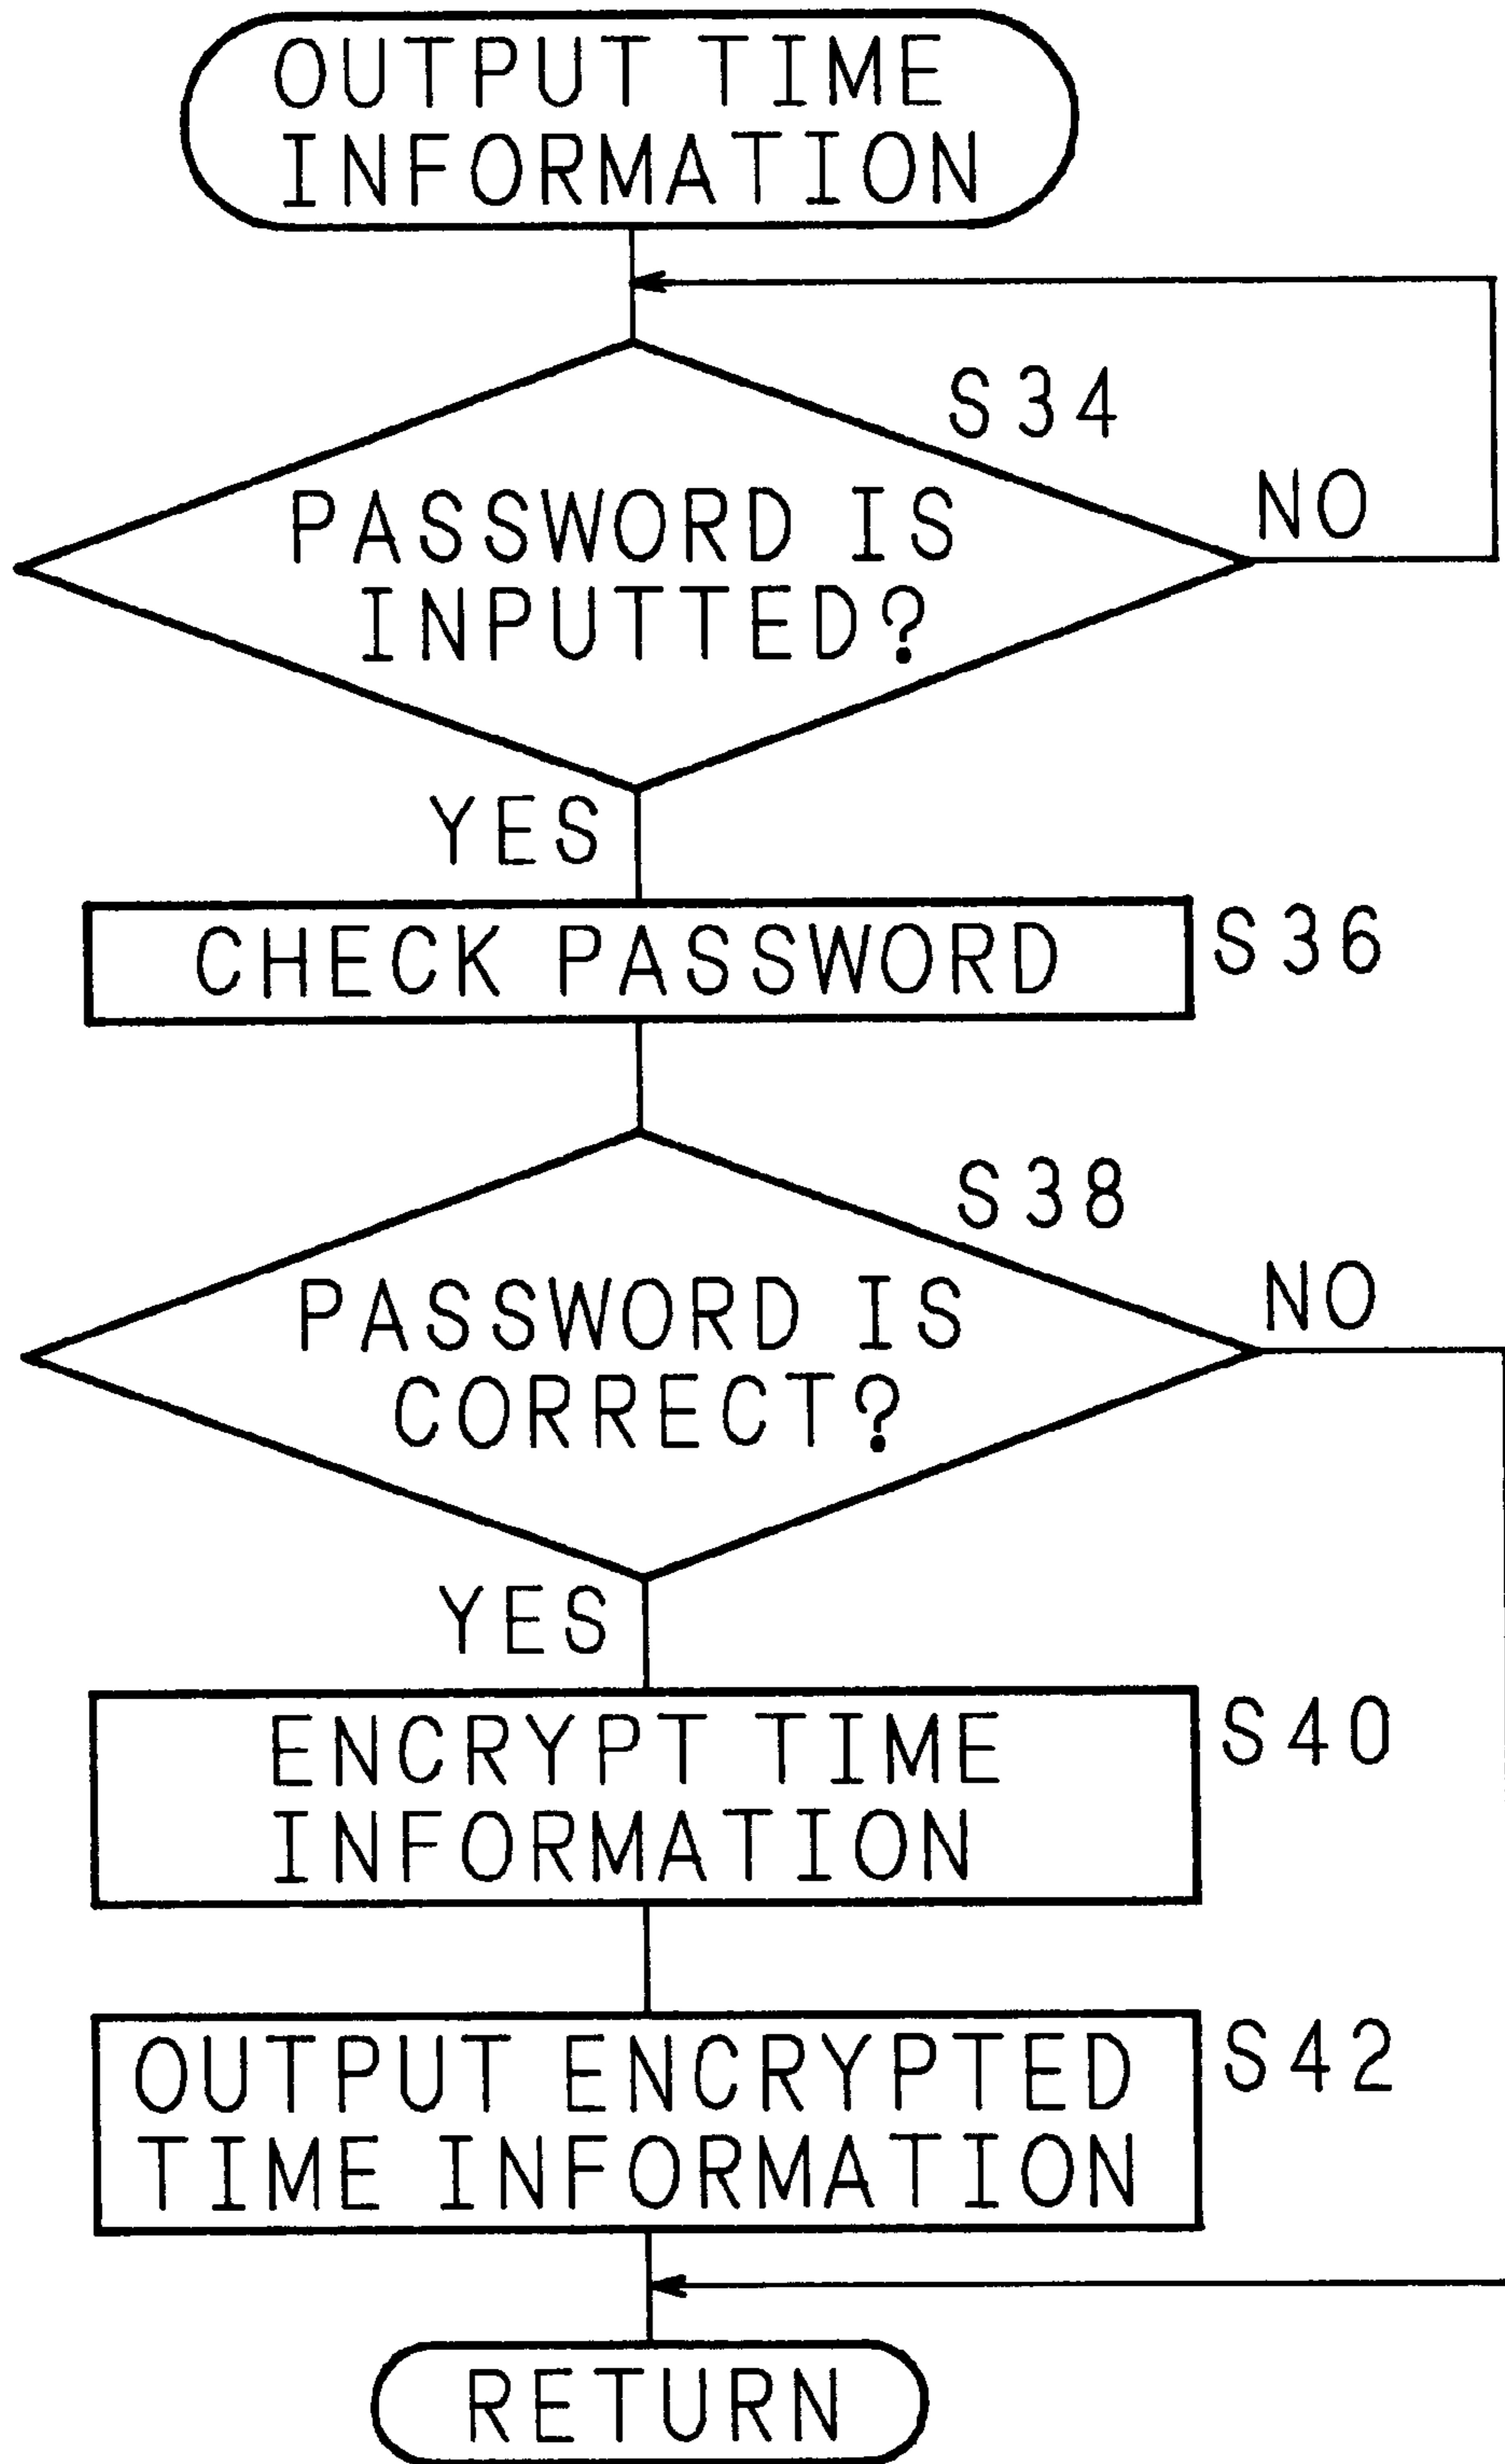 OUTPUT TIME
INFORMATION
S34
PASSWORD IS
INPUTTED?
NO
YES
CHECK PASSWORD
S36
S38
PASSWORD IS
CORRECT?
NO
YES
ENCRYPT TIME
INFORMATION
S40
OUTPUT ENCRYPTED
TIME INFORMATION
S42
RETURN